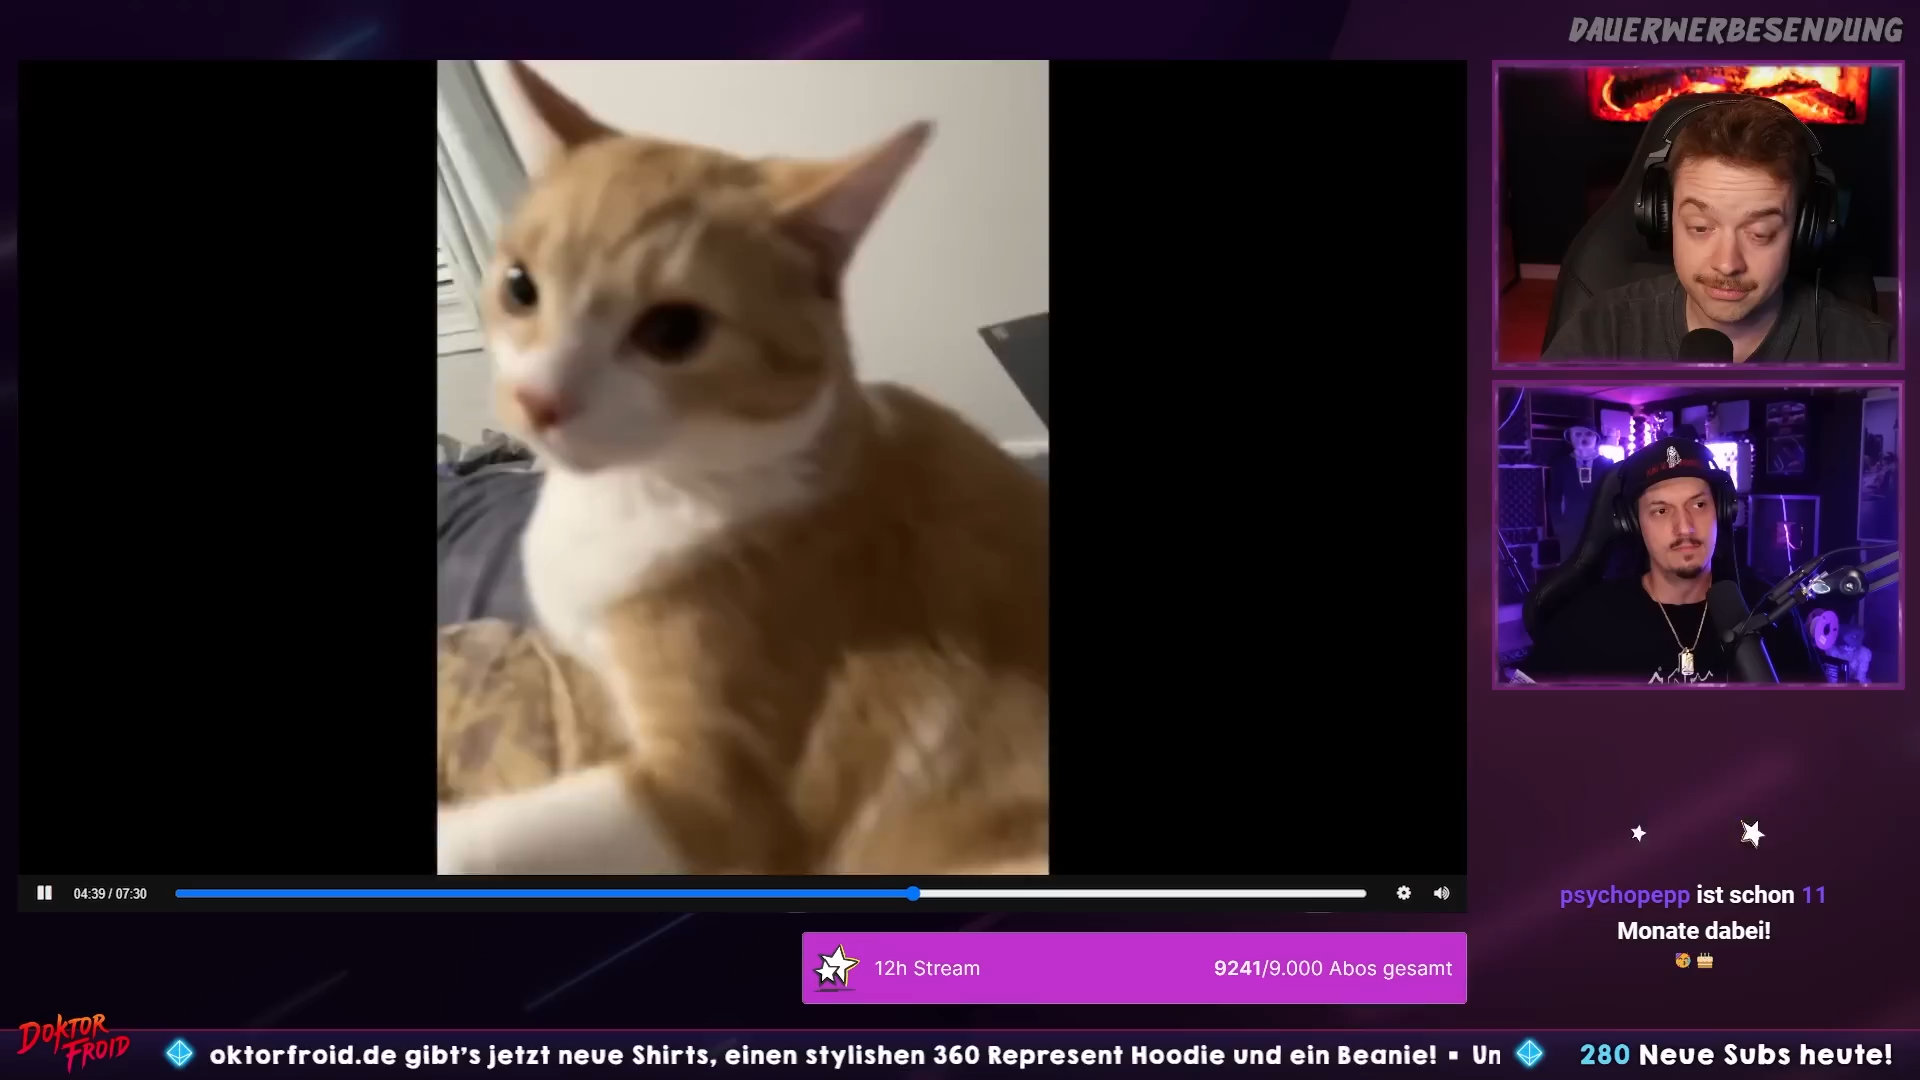 DAUERWERBESENDUNG
04:39 / 07:30
psychopepp ist schon 11
Monate dabei!
12h Stream
9241/9.000 Abos gesamt
DOKTOR
FROID
oktorfroid.de gibt's jetzt neue Shirts, einen stylishen 360 Represent Hoodie und ein Beanie! ▪ Un
280 Neue Subs heute!